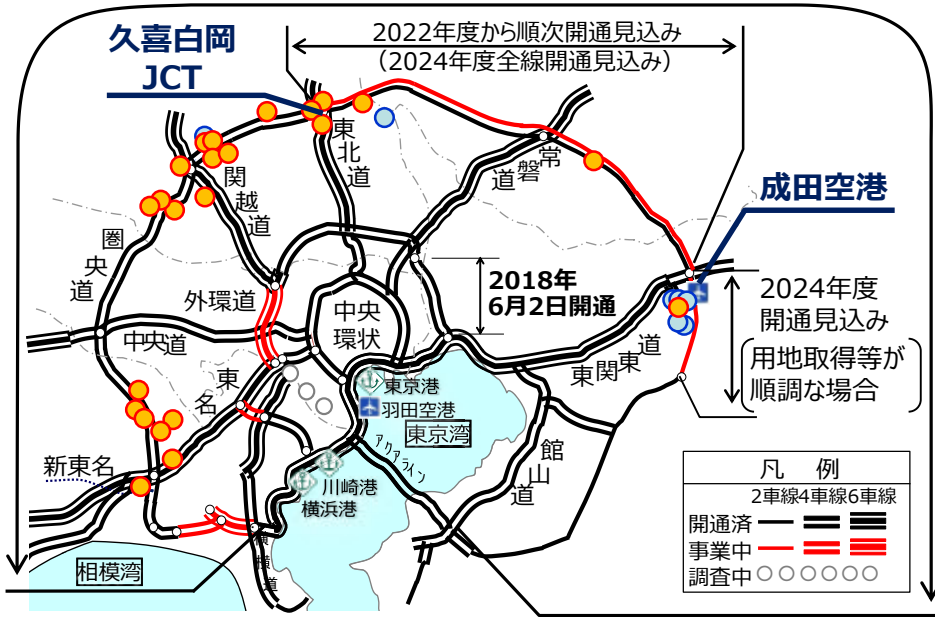 久喜白岡
JCT
2022年度から順次開通見込み
(2024年度全線開通見込み)
東北道
関越道
常磐道
成田空港
圏央道
外環道
中央
環状
2018年
6月2日開通
2024年度
開通見込み
用地取得等が
順調な場合
中央道
東名
東関東道
東京港
羽田空港
東京湾
アクアライン
館山道
新東名
川崎港
横浜港
横横道
相模湾
凡 例
2車線4車線6車線
開通済
事業中
調査中